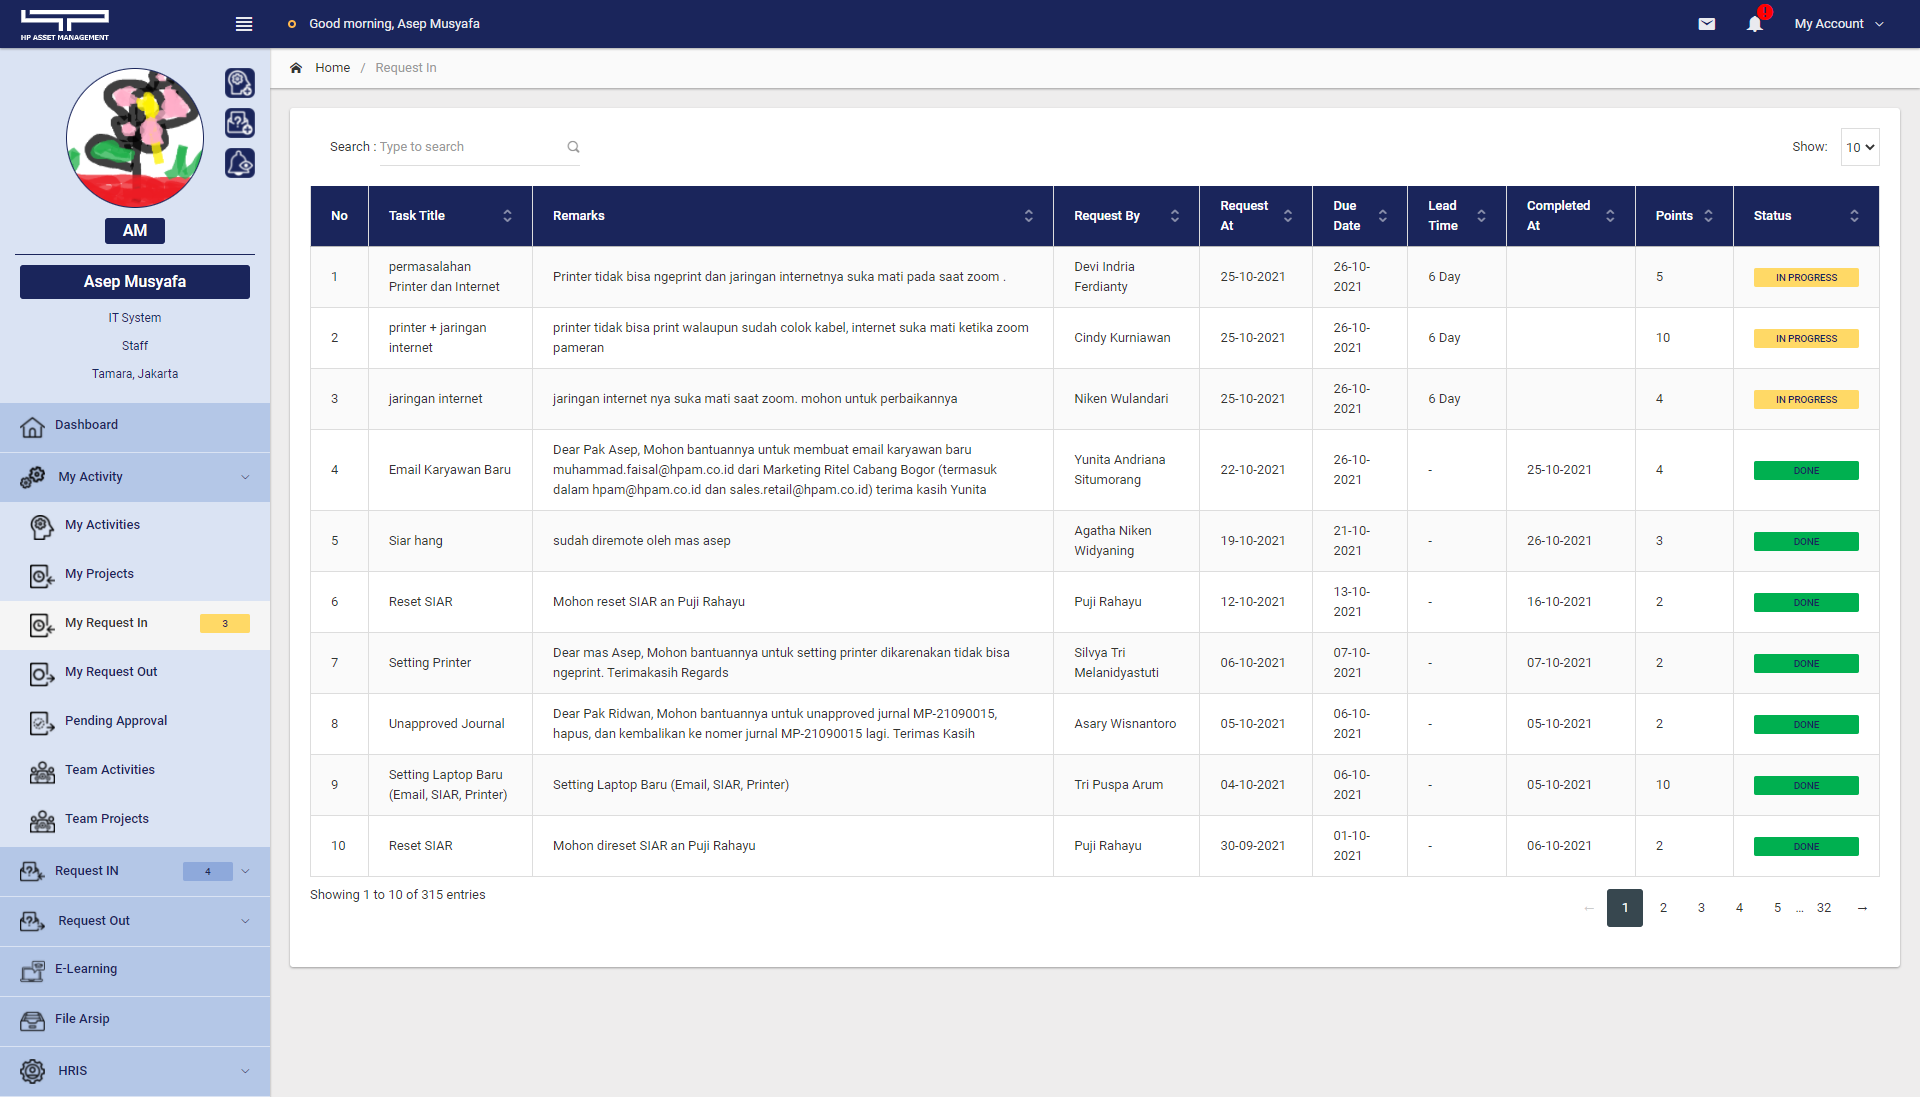 HP ASSET MANAGEMENT
Good morning, Asep Musyafa
!
My Account
Home / Request In
AM
Asep Musyafa
IT System
Staff
Tamara, Jakarta
Dashboard
My Activity
My Activities
My Projects
My Request In 3
My Request Out
Pending Approval
Team Activities
Team Projects
Request IN 4
Request Out
E-Learning
File Arsip
HRIS
Search : Type to search
Show: 10
No Task Title Remarks Request By Request At Due Date Lead Time Completed At Points Status
1 permasalahan Printer dan Internet Printer tidak bisa ngeprint dan jaringan internetnya suka mati pada saat zoom . Devi Indria Ferdianty 25-10-2021 26-10-2021 6 Day 5 IN PROGRESS
2 printer + jaringan internet printer tidak bisa print walaupun sudah colok kabel, internet suka mati ketika zoom pameran Cindy Kurniawan 25-10-2021 26-10-2021 6 Day 10 IN PROGRESS
3 jaringan internet jaringan internet nya suka mati saat zoom. mohon untuk perbaikannya Niken Wulandari 25-10-2021 26-10-2021 6 Day 4 IN PROGRESS
4 Email Karyawan Baru Dear Pak Asep, Mohon bantuannya untuk membuat email karyawan baru muhammad.faisal@hpam.co.id dari Marketing Ritel Cabang Bogor (termasuk dalam hpam@hpam.co.id dan sales.retail@hpam.co.id) terima kasih Yunita Yunita Andriana Situmorang 22-10-2021 26-10-2021 - 25-10-2021 4 DONE
5 Siar hang sudah diremote oleh mas asep Agatha Niken Widyaning 19-10-2021 21-10-2021 - 26-10-2021 3 DONE
6 Reset SIAR Mohon reset SIAR an Puji Rahayu Puji Rahayu 12-10-2021 13-10-2021 - 16-10-2021 2 DONE
7 Setting Printer Dear mas Asep, Mohon bantuannya untuk setting printer dikarenakan tidak bisa ngeprint. Terimakasih Regards Silvya Tri Melanidyastuti 06-10-2021 07-10-2021 - 07-10-2021 2 DONE
8 Unapproved Journal Dear Pak Ridwan, Mohon bantuannya untuk unapproved jurnal MP-21090015, hapus, dan kembalikan ke nomer jurnal MP-21090015 lagi. Terimas Kasih Asary Wisnantoro 05-10-2021 06-10-2021 - 05-10-2021 2 DONE
9 Setting Laptop Baru (Email, SIAR, Printer) Setting Laptop Baru (Email, SIAR, Printer) Tri Puspa Arum 04-10-2021 06-10-2021 - 05-10-2021 10 DONE
10 Reset SIAR Mohon direset SIAR an Puji Rahayu Puji Rahayu 30-09-2021 01-10-2021 - 06-10-2021 2 DONE
Showing 1 to 10 of 315 entries
← 1 2 3 4 5 ... 32 →